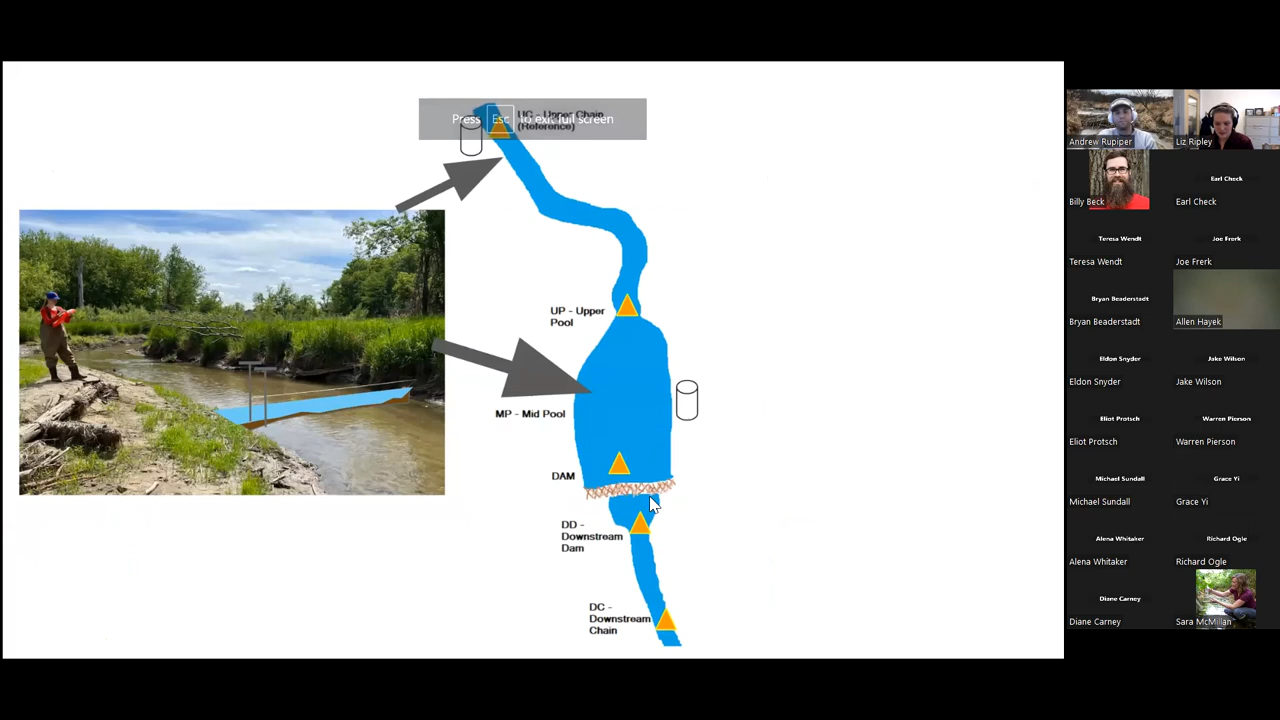 UC - Upper Chain
(Reference)
Press Esc to exit full screen
UP - Upper
Pool
MP - Mid Pool
DAM
DD -
Downstream
Dam
DC -
Downstream
Chain
Andrew Rupiper
Liz Ripley
Billy Beck
Earl Check
Earl Check
Teresa Wendt
Teresa Wendt
Joe Frerk
Joe Frerk
Bryan Beaderstadt
Bryan Beaderstadt
Allen Hayek
Eldon Snyder
Eldon Snyder
Jake Wilson
Jake Wilson
Eliot Protsch
Eliot Protsch
Warren Pierson
Warren Pierson
Michael Sundall
Michael Sundall
Grace Yi
Grace Yi
Alena Whitaker
Alena Whitaker
Richard Ogle
Richard Ogle
Diane Carney
Diane Carney
Sara McMillan